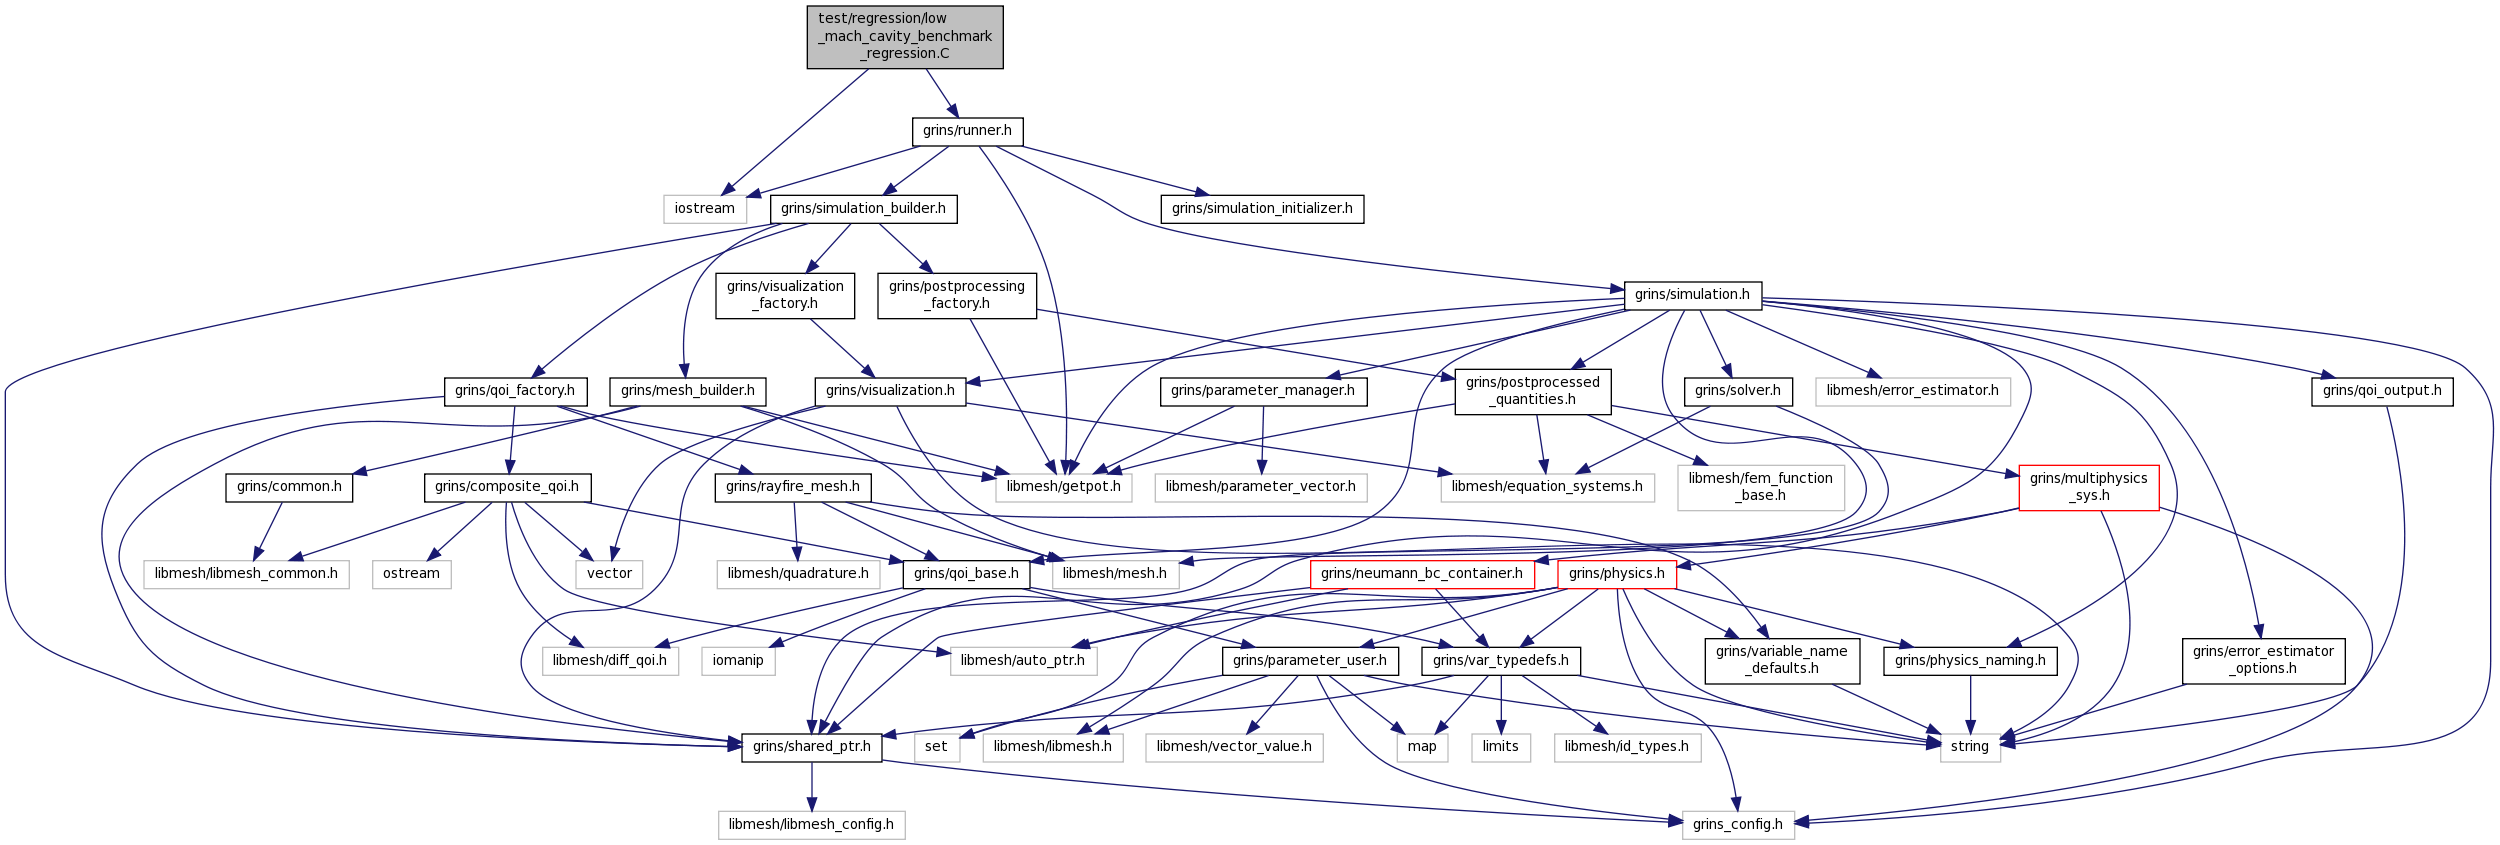 test/regression/low
_mach_cavity_benchmark
_regression.C
grins/runner.h
iostream
grins/simulation_builder.h
grins/simulation_initializer.h
grins/visualization
_factory.h
grins/postprocessing
_factory.h
grins/simulation.h
grins/qoi_factory.h
grins/mesh_builder.h
grins/visualization.h
grins/parameter_manager.h
grins/postprocessed
_quantities.h
grins/solver.h
libmesh/error_estimator.h
grins/qoi_output.h
grins/common.h
grins/composite_qoi.h
grins/rayfire_mesh.h
libmesh/getpot.h
libmesh/parameter_vector.h
libmesh/equation_systems.h
libmesh/fem_function
_base.h
grins/multiphysics
_sys.h
libmesh/libmesh_common.h
ostream
vector
libmesh/quadrature.h
grins/qoi_base.h
libmesh/mesh.h
grins/neumann_bc_container.h
grins/physics.h
libmesh/diff_qoi.h
iomanip
libmesh/auto_ptr.h
grins/parameter_user.h
grins/var_typedefs.h
grins/variable_name
_defaults.h
grins/physics_naming.h
grins/error_estimator
_options.h
grins/shared_ptr.h
set
libmesh/libmesh.h
libmesh/vector_value.h
map
limits
libmesh/id_types.h
string
libmesh/libmesh_config.h
grins_config.h